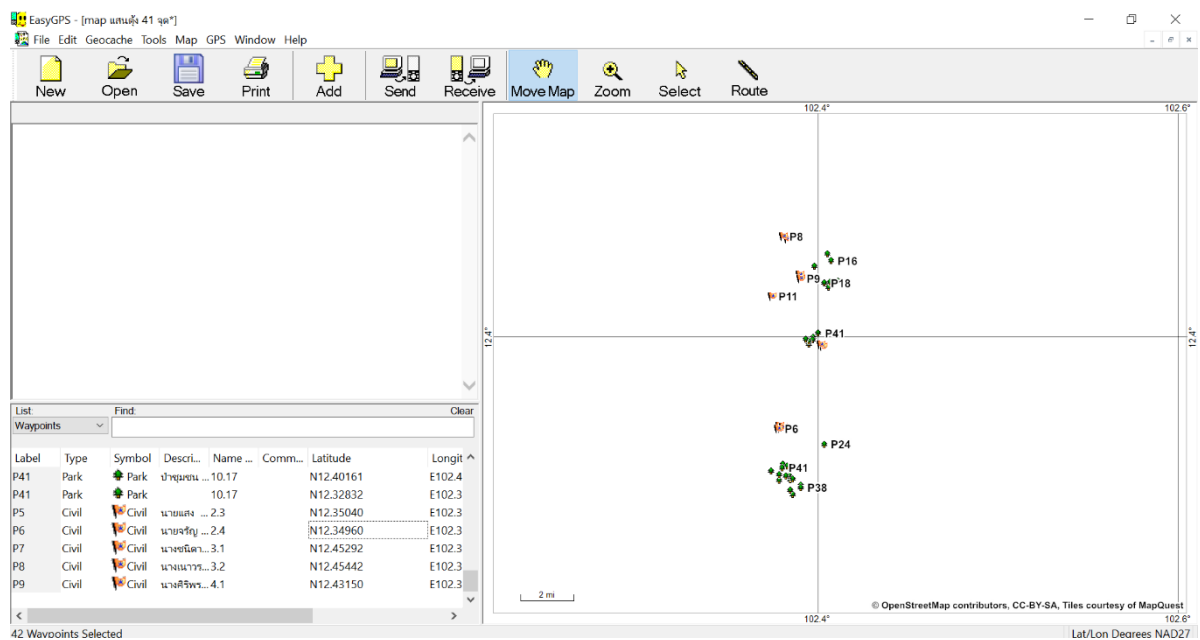 EasyGPS - [map แสนตุ้ง 41 จุด*]
File Edit Geocache Tools Map GPS Window Help
New Open Save Print Add Send Receive Move Map Zoom Select Route
102.4° 102.6°
P8
P16
P9 P18
P11
12.4° P41 12.4°
P6
P24
P41
P38
2 mi
© OpenStreetMap contributors, CC-BY-SA, Tiles courtesy of MapQuest
102.4° 102.6°
List: Find: Clear
Waypoints
Label Type Symbol Descri... Name ... Comm... Latitude Longit
P41 Park Park ป่าชุมชน ... 10.17 N12.40161 E102.4
P41 Park Park 10.17 N12.32832 E102.3
P5 Civil Civil นายแสง ... 2.3 N12.35040 E102.3
P6 Civil Civil นายจรัญ ... 2.4 N12.34960 E102.3
P7 Civil Civil นางชนิดา... 3.1 N12.45292 E102.3
P8 Civil Civil นางเนาวร... 3.2 N12.45442 E102.3
P9 Civil Civil นางศิริพร... 4.1 N12.43150 E102.3
42 Waypoints Selected Lat/Lon Degrees NAD27